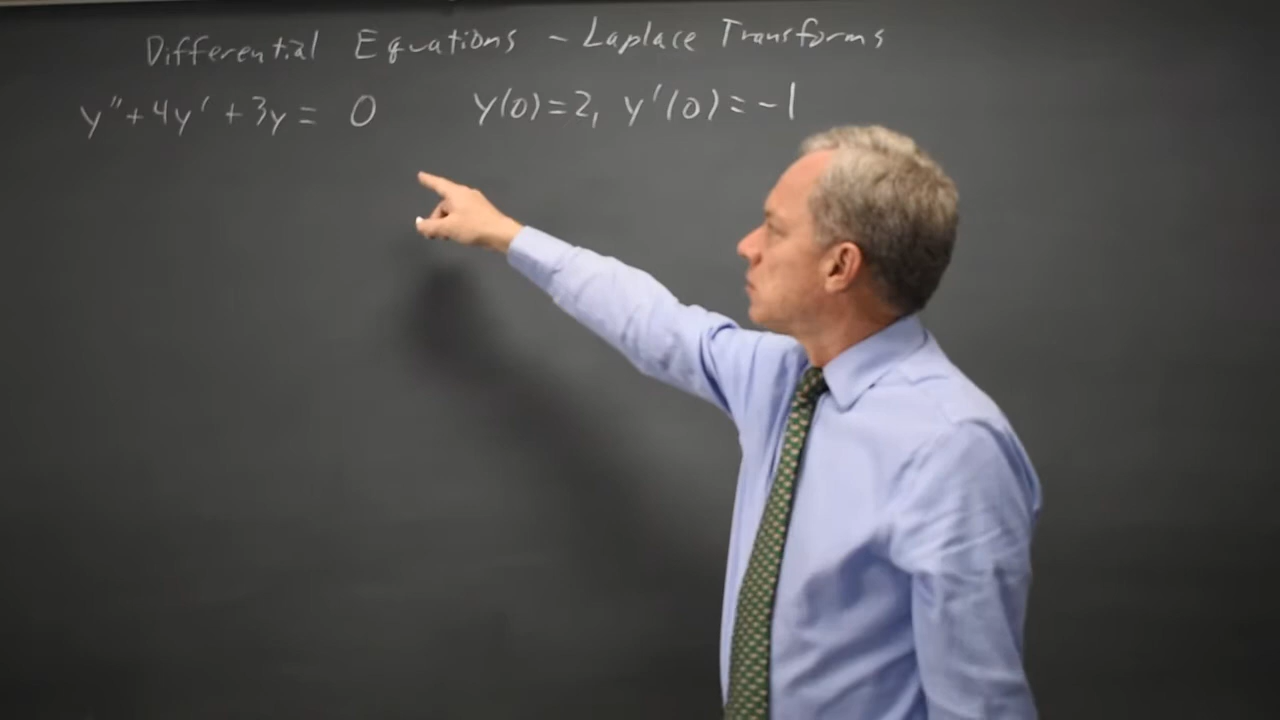 Differential Equations - Laplace Transforms
y" + 4y' + 3y = 0 y(0) = 2, y'(0) = -1